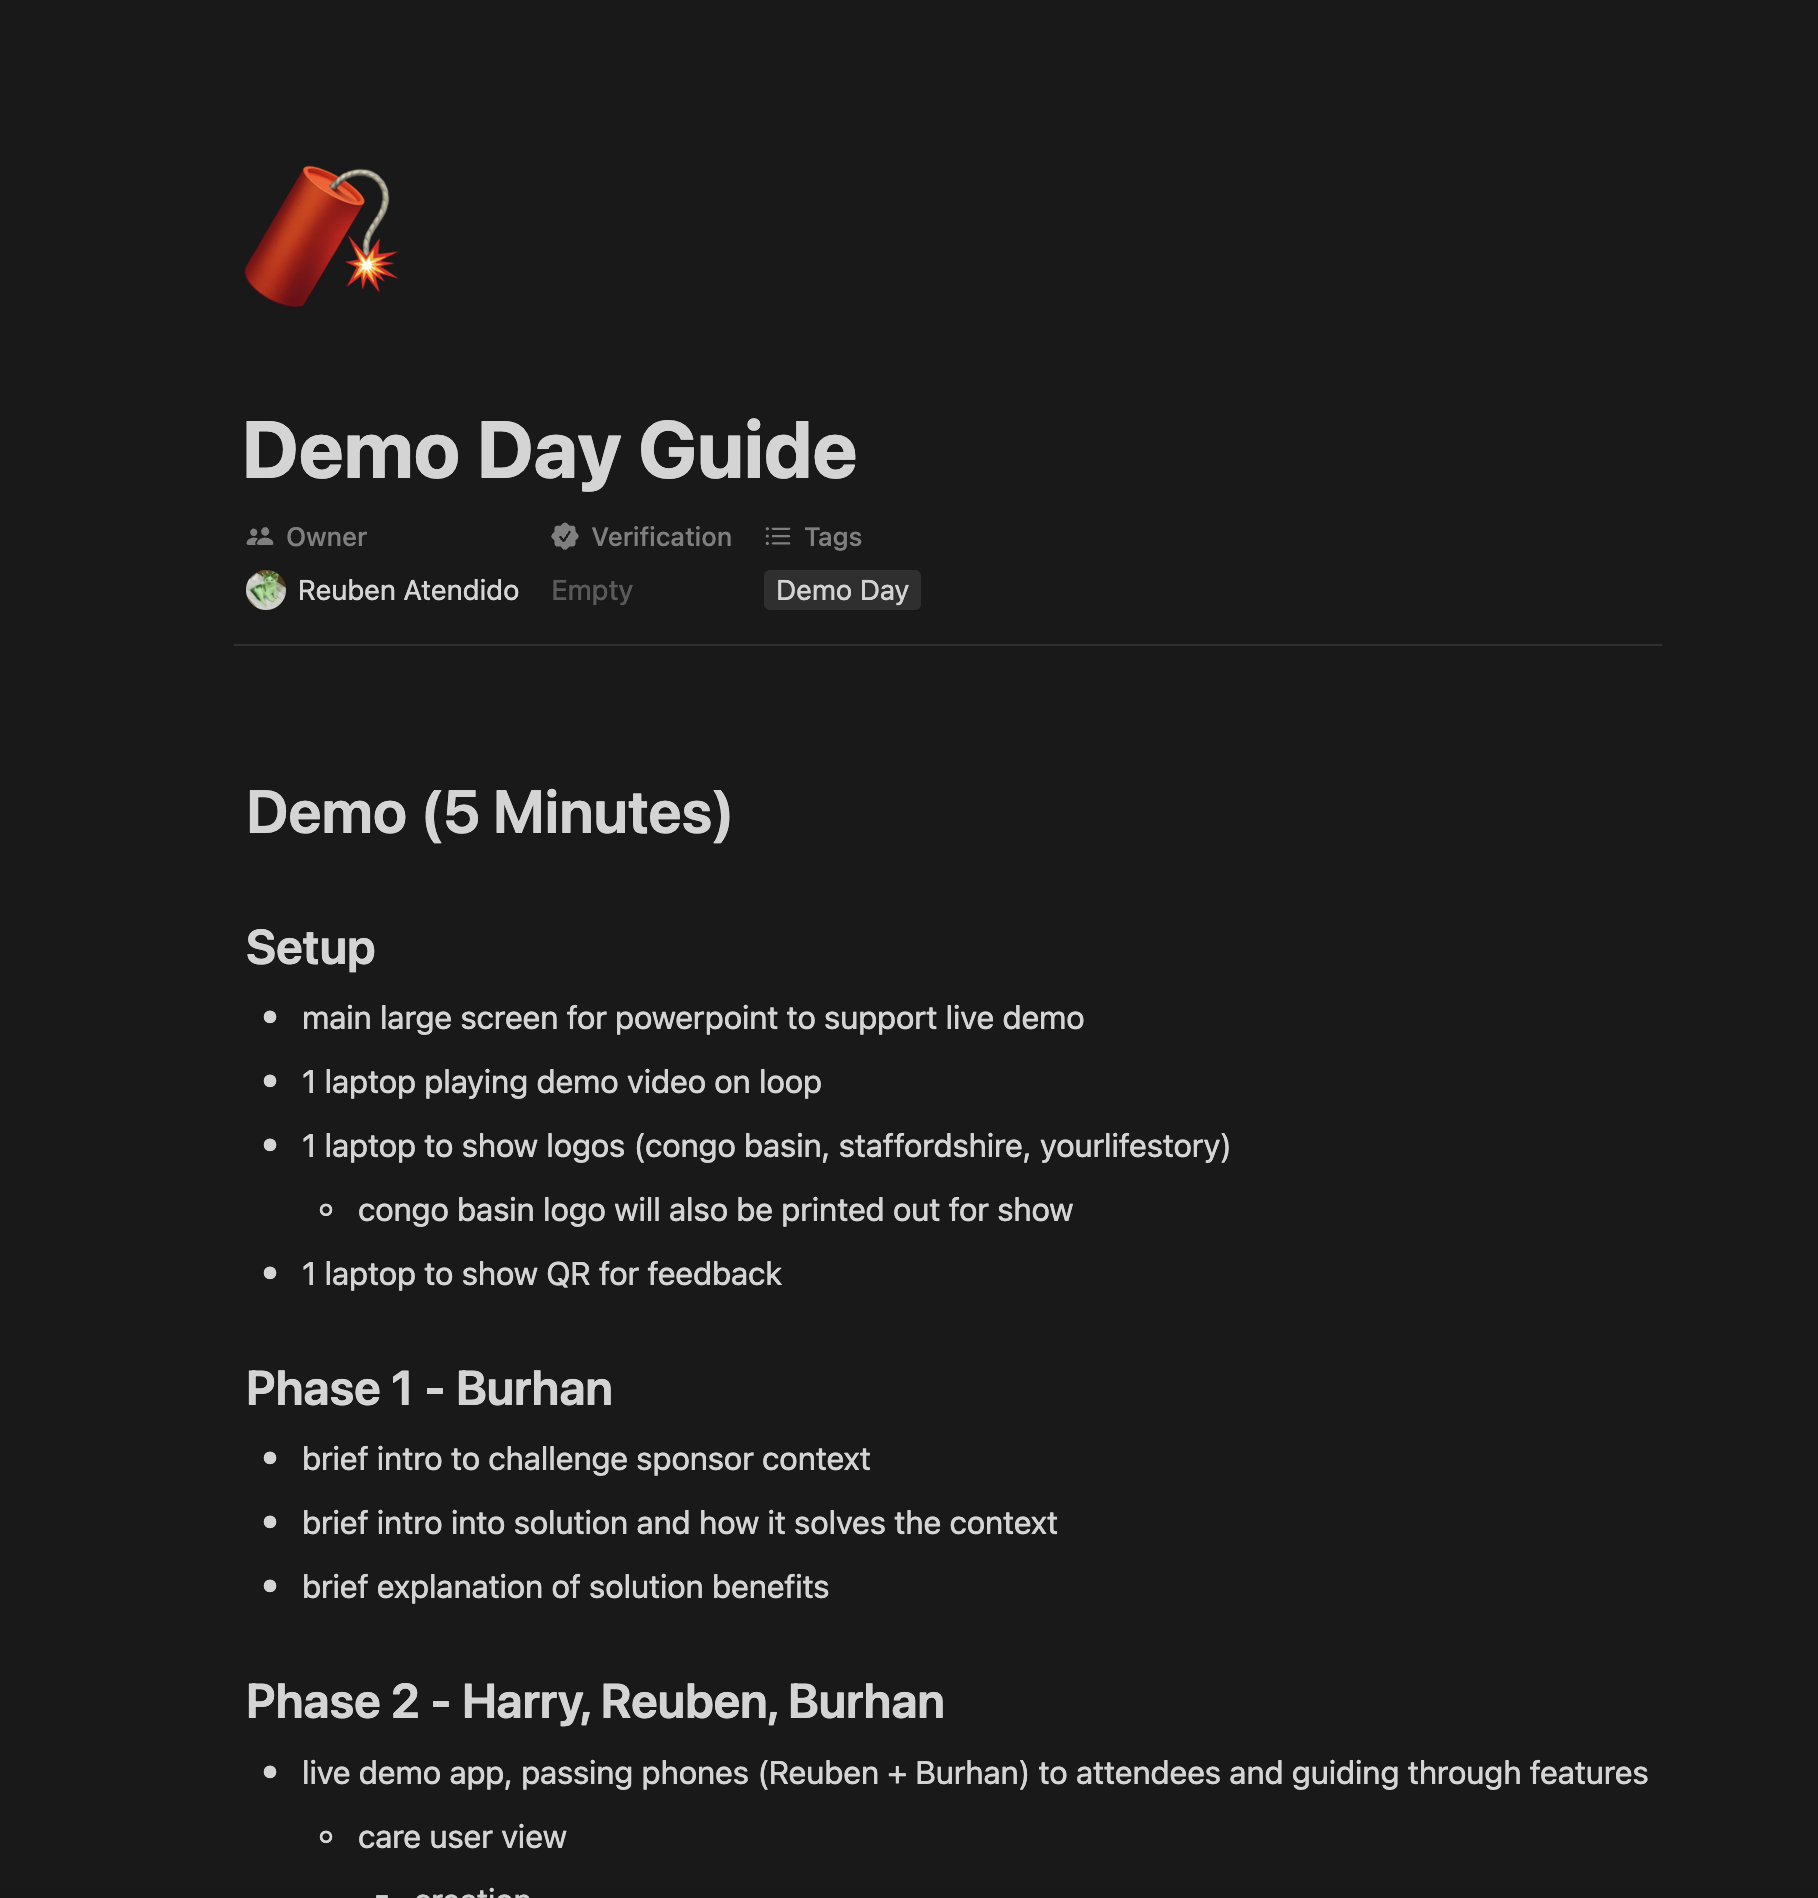 Demo Day Guide
Owner
Verification
Tags
Reuben Atendido
Empty
Demo Day
Demo (5 Minutes)
Setup
main large screen for powerpoint to support live demo
1 laptop playing demo video on loop
1 laptop to show logos (congo basin, staffordshire, yourlifestory)
congo basin logo will also be printed out for show
1 laptop to show QR for feedback
Phase 1 - Burhan
brief intro to challenge sponsor context
brief intro into solution and how it solves the context
brief explanation of solution benefits
Phase 2 - Harry, Reuben, Burhan
live demo app, passing phones (Reuben + Burhan) to attendees and guiding through features
care user view